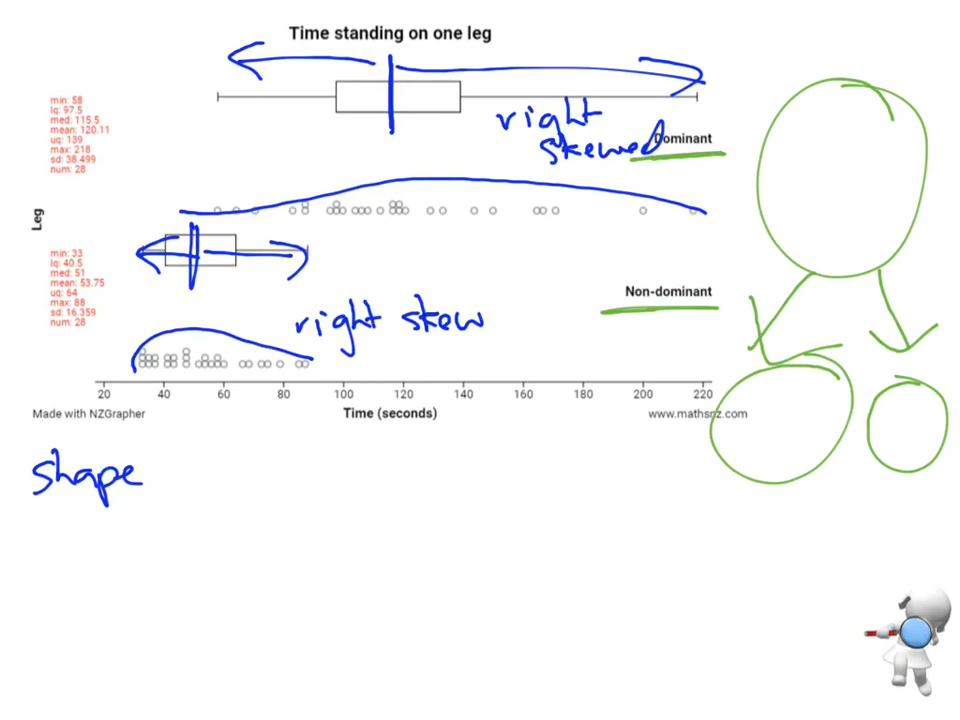 Time standing on one leg
min: 58
lq: 97.5
med: 115.5
mean: 120.11
uq: 139
max: 218
sd: 38.499
num: 28
right
skewed
Dominant
Leg
min: 33
lq: 40.5
med: 51
mean: 53.75
uq: 64
max: 88
sd: 16.359
num: 28
Non-dominant
right skew
20 40 60 80 100 120 140 160 180 200 220
Made with NZGrapher Time (seconds) www.mathsnz.com
shape